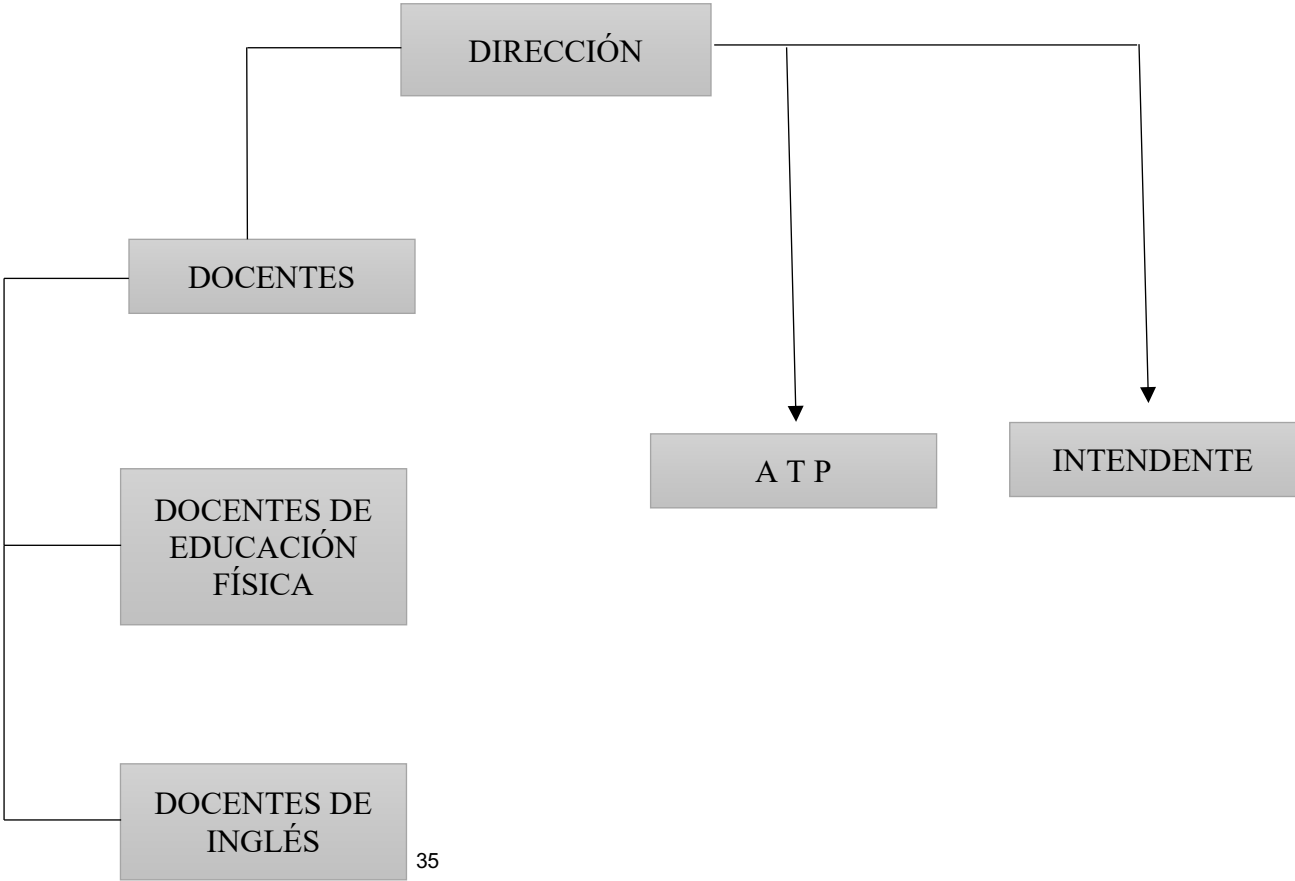 DIRECCIÓN
DOCENTES
A T P
INTENDENTE
DOCENTES DE
EDUCACIÓN
FÍSICA
DOCENTES DE
INGLÉS
35